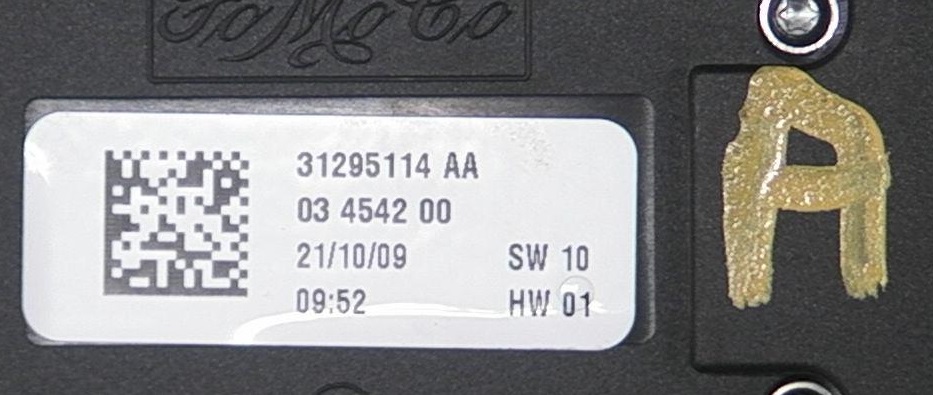 FoMoCo
31295114 AA
03 4542 00
21/10/09 SW 10
09:52 HW 01
A